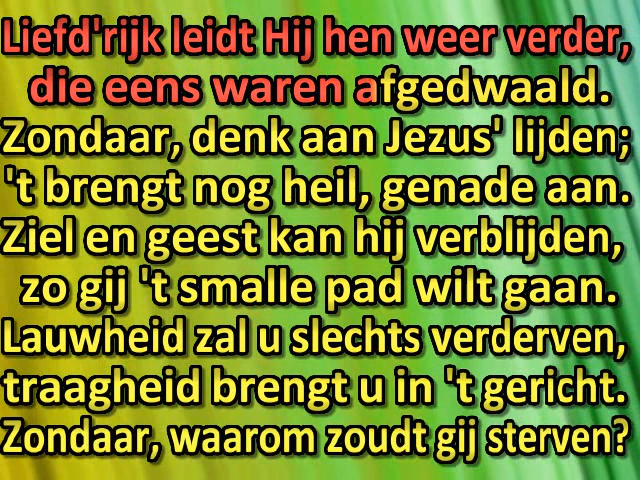 Liefd'rijk leidt Hij hen weer verder,
die eens waren afgedwaald.
Zondaar, denk aan Jezus' lijden;
't brengt nog heil, genade aan.
Ziel en geest kan hij verblijden,
zo gij 't smalle pad wilt gaan.
Lauwheid zal u slechts verderven,
traagheid brengt u in 't gericht.
Zondaar, waarom zoudt gij sterven?